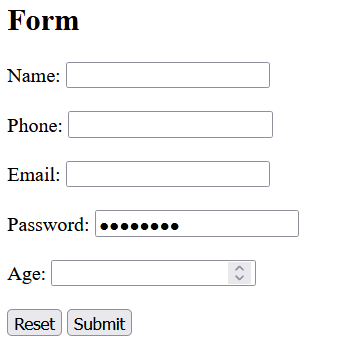 Form
Name:
Phone:
Email:
Password: ●●●●●●●●
Age:
Reset Submit